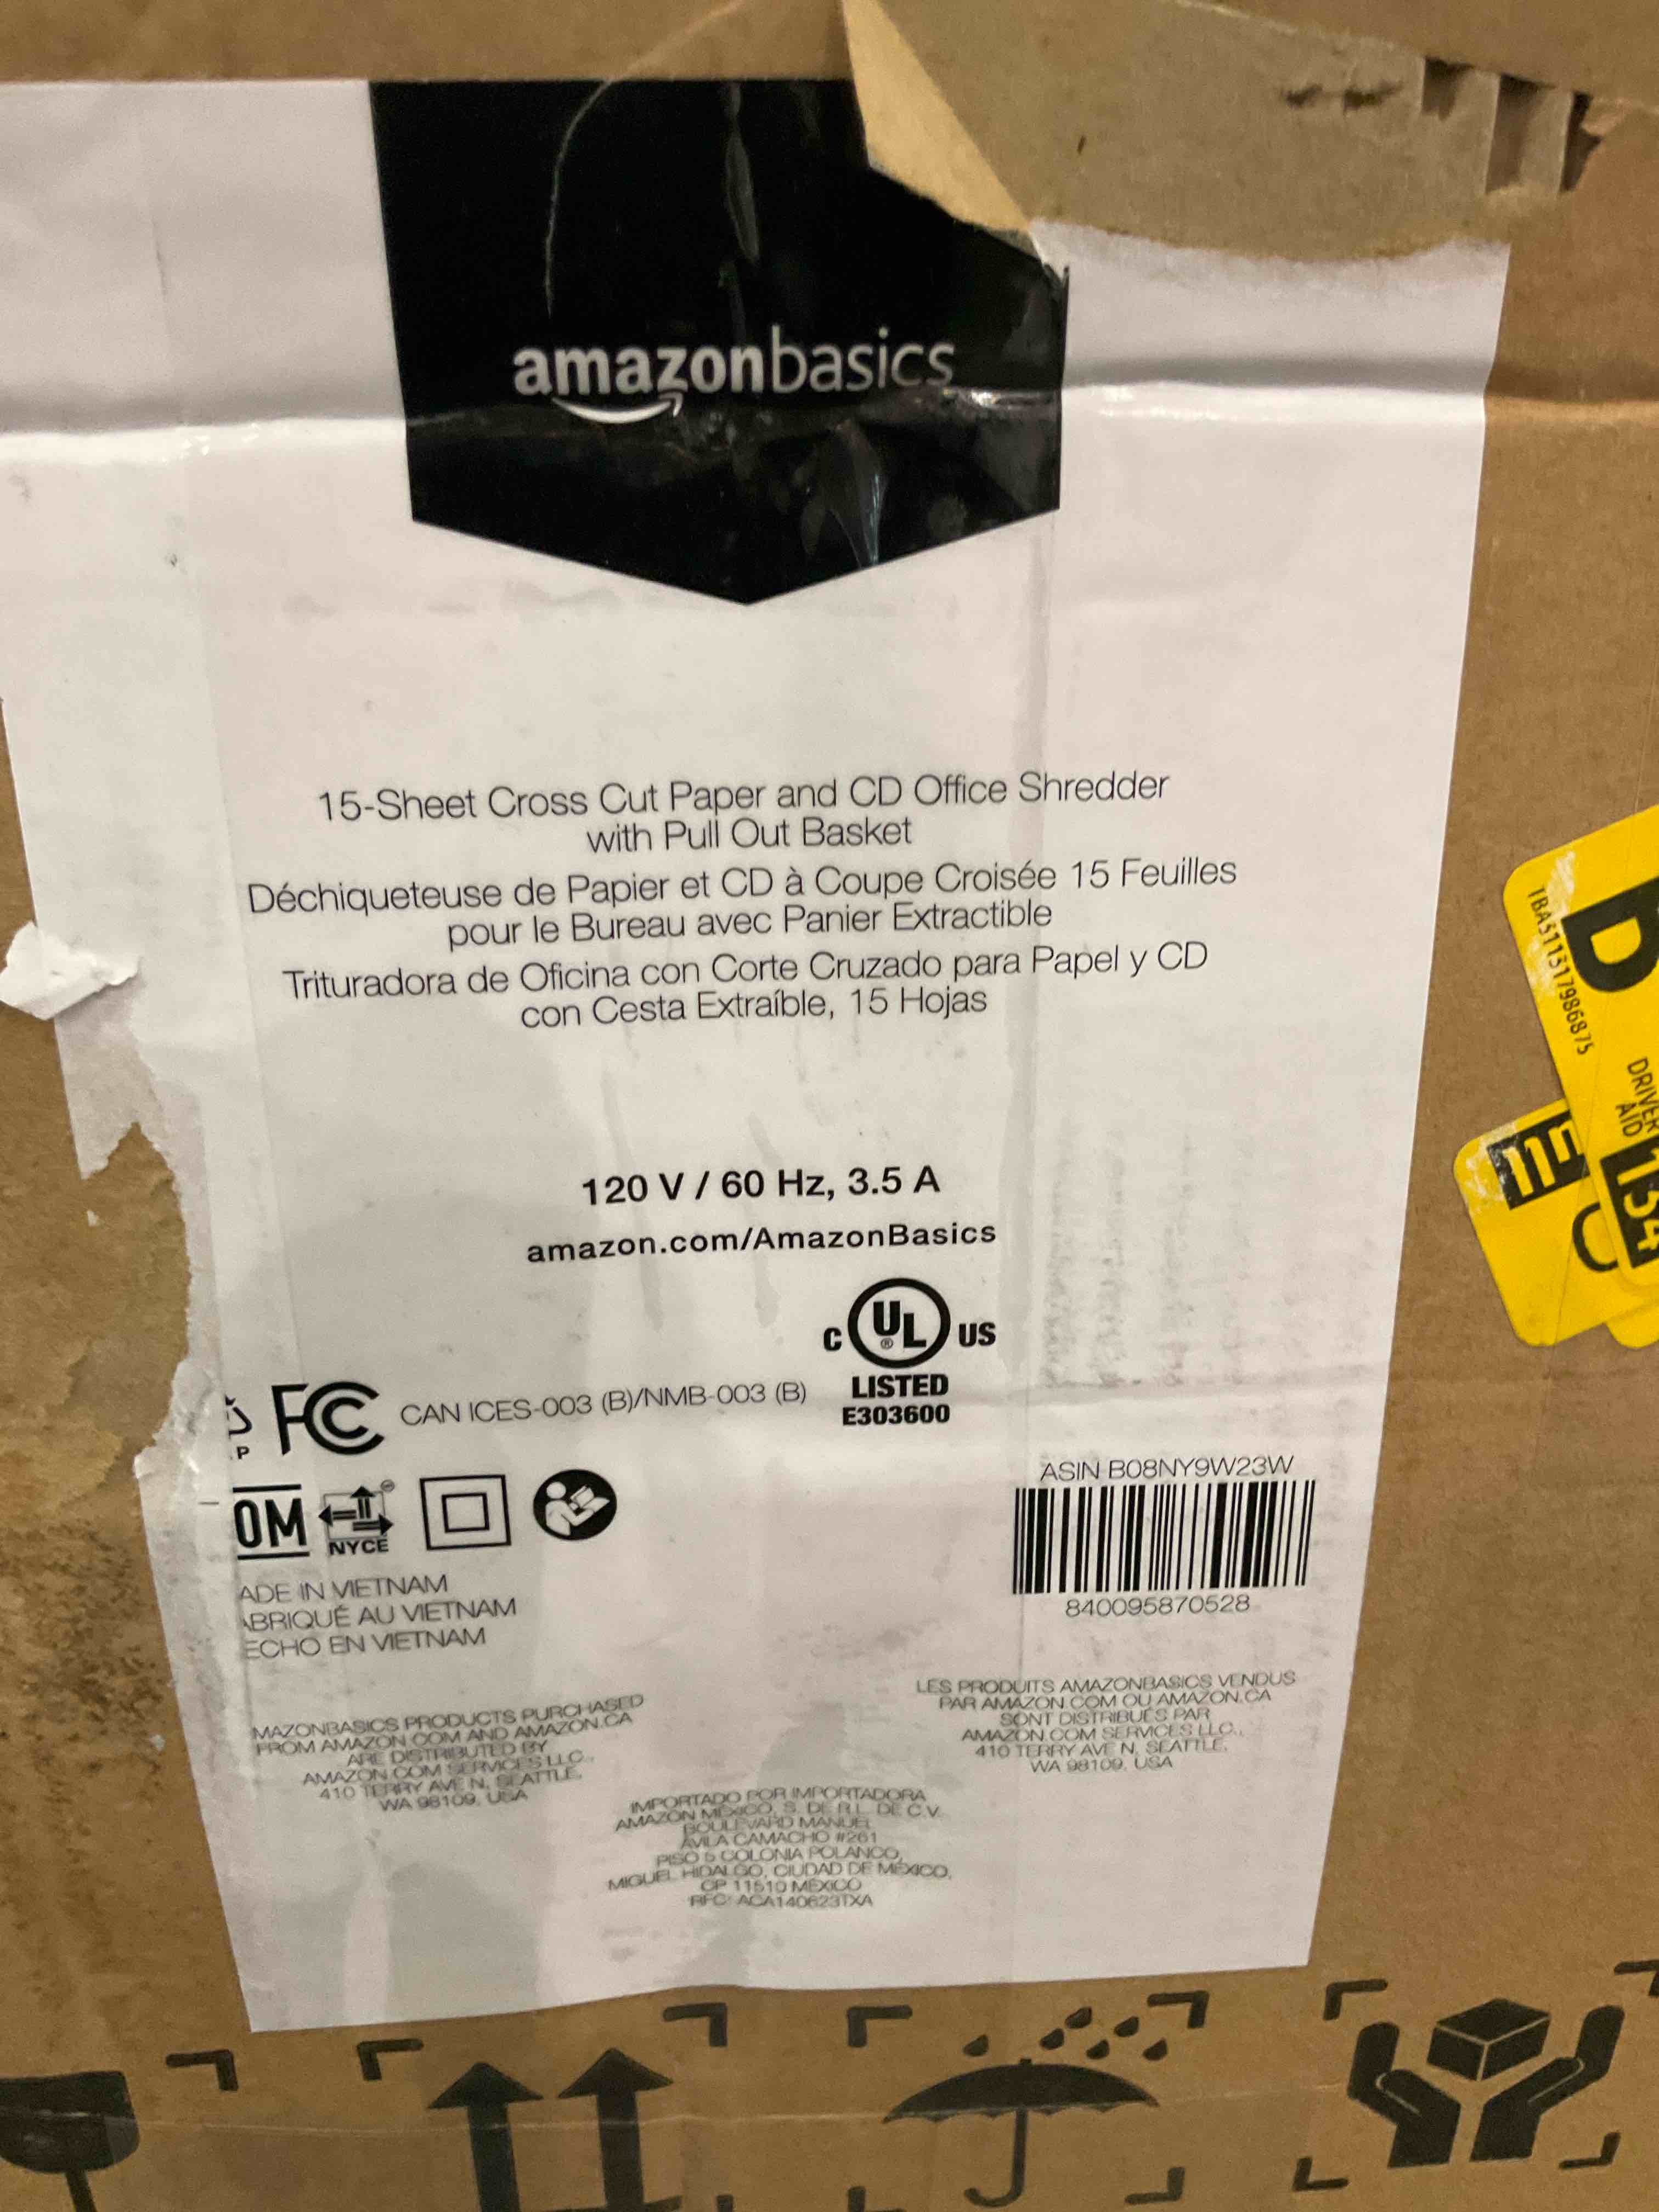 amazonbasics
15-Sheet Cross Cut Paper and CD Office Shredder
with Pull Out Basket
Déchiqueteuse de Papier et CD à Coupe Croisée 15 Feuilles
pour le Bureau avec Panier Extractible
Trituradora de Oficina con Corte Cruzado para Papel y CD
con Cesta Extraíble, 15 Hojas
120 V / 60 Hz, 3.5 A
amazon.com/AmazonBasics
C UL ® US
LISTED
E303600
P
FC CAN ICES-003 (B)/NMB-003 (B)
OM
NYCE
ADE IN VIETNAM
ABRIQUÉ AU VIETNAM
ECHO EN VIETNAM
ASIN B08NY9W23W
840095870528
MAZONBASICS PRODUCTS PURCHASED
FROM AMAZON.COM AND AMAZON.CA
ARE DISTRIBUTED BY
AMAZON.COM SERVICES LLC.,
410 TERRY AVE N, SEATTLE,
WA 98109, USA
IMPORTADO POR IMPORTADORA
AMAZON MÉXICO, S. DE R.L. DE C.V.
BOULEVARD MANUEL
ÁVILA CAMACHO #261
PISO 5 COLONIA POLANCO,
MIGUEL HIDALGO, CIUDAD DE MÉXICO,
CP 11510 MÉXICO
RFC: ACA140623TXA
LES PRODUITS AMAZONBASICS VENDUS
PAR AMAZON.COM OU AMAZON.CA
SONT DISTRIBUÉS PAR
AMAZON.COM SERVICES LLC.,
410 TERRY AVE N, SEATTLE,
WA 98109, USA
TBA311317986875
DRIVER
AID
134